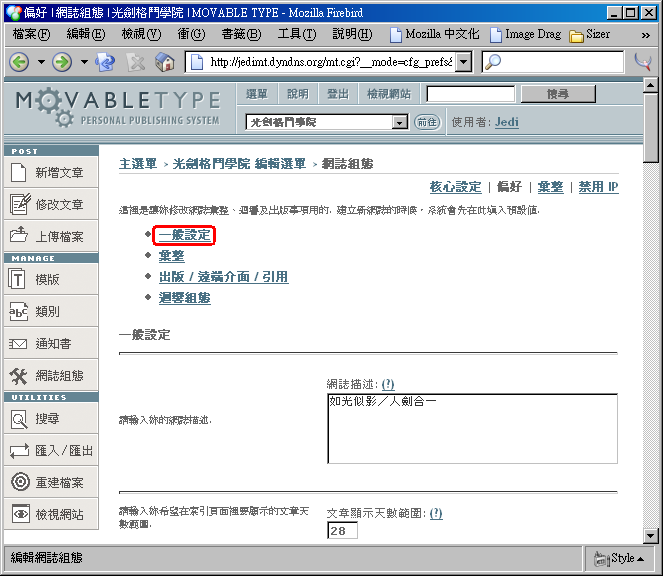 偏好 | 網誌組態 | 光劍格鬥學院 | MOVABLE TYPE - Mozilla Firebird
檔案(F) 編輯(E) 檢視(V) 衝(G) 書籤(B) 工具(T) 說明(H) Mozilla 中文化 Image Drag Sizer »
http://jedimt.dyndns.org/mt.cgi?__mode=cfg_prefs&
MOVABLETYPE
PERSONAL PUBLISHING SYSTEM
選單 說明 登出 檢視網站 搜尋
光劍格鬥學院 前往 使用者: Jedi
POST
新增文章
修改文章
上傳檔案
MANAGE
模版
類別
通知書
網誌組態
UTILITIES
搜尋
匯入/匯出
重建檔案
檢視網站
主選單 > 光劍格鬥學院 編輯選單 > 網誌組態
核心設定 | 偏好 | 彙整 | 禁用 IP
這裡是讓妳修改網誌彙整、迴響及出版事項用的. 建立新網誌的時候，系統會先在此填入預設值.
一般設定
彙整
出版 / 遠端介面 / 引用
迴響組態
一般設定
網誌描述: (?)
請輸入妳的網誌描述.
如光似影／人劍合一
請輸入妳希望在索引頁面裡要顯示的文章天
數範圍.
文章顯示天數範圍: (?)
28
編輯網誌組態
Style